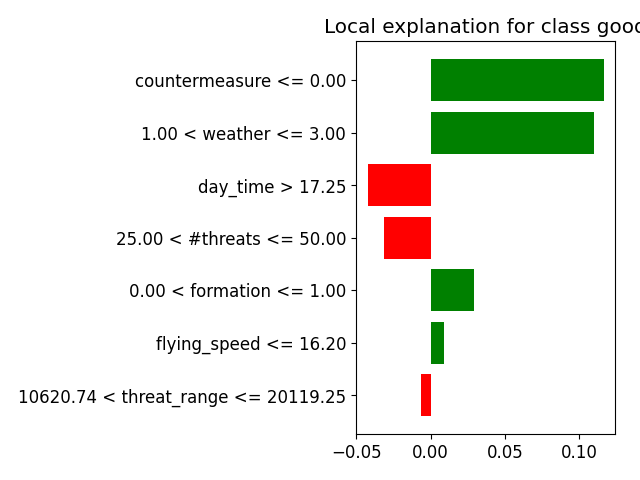 Local explanation for class good
countermeasure <= 0.00
1.00 < weather <= 3.00
day_time > 17.25
25.00 < #threats <= 50.00
0.00 < formation <= 1.00
flying_speed <= 16.20
10620.74 < threat_range <= 20119.25
−0.05 0.00 0.05 0.10